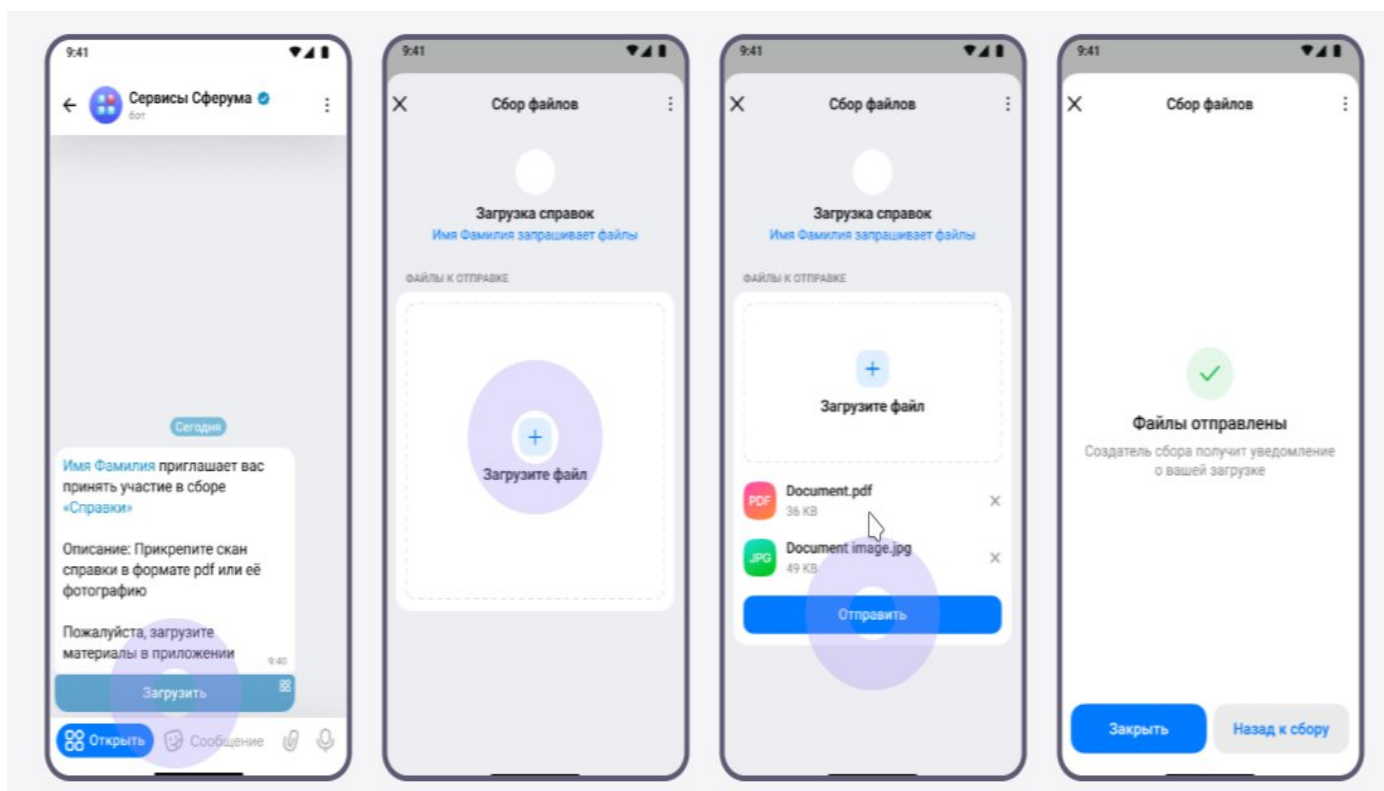 9:41
Сервисы Сферума
бот
Сегодня
Имя Фамилия приглашает вас
принять участие в сборе
«Справки»
Описание: Прикрепите скан
справки в формате pdf или её
фотографию
Пожалуйста, загрузите
материалы в приложении
9:40
Загрузить
Открыть
Сообщение
9:41
Сбор файлов
Загрузка справок
Имя Фамилия запрашивает файлы
ФАЙЛЫ К ОТПРАВКЕ
Загрузите файл
9:41
Сбор файлов
Загрузка справок
Имя Фамилия запрашивает файлы
ФАЙЛЫ К ОТПРАВКЕ
Загрузите файл
PDF
Document.pdf
36 KB
JPG
Document image.jpg
49 KB
Отправить
9:41
Сбор файлов
Файлы отправлены
Создатель сбора получит уведомление
о вашей загрузке
Закрыть
Назад к сбору